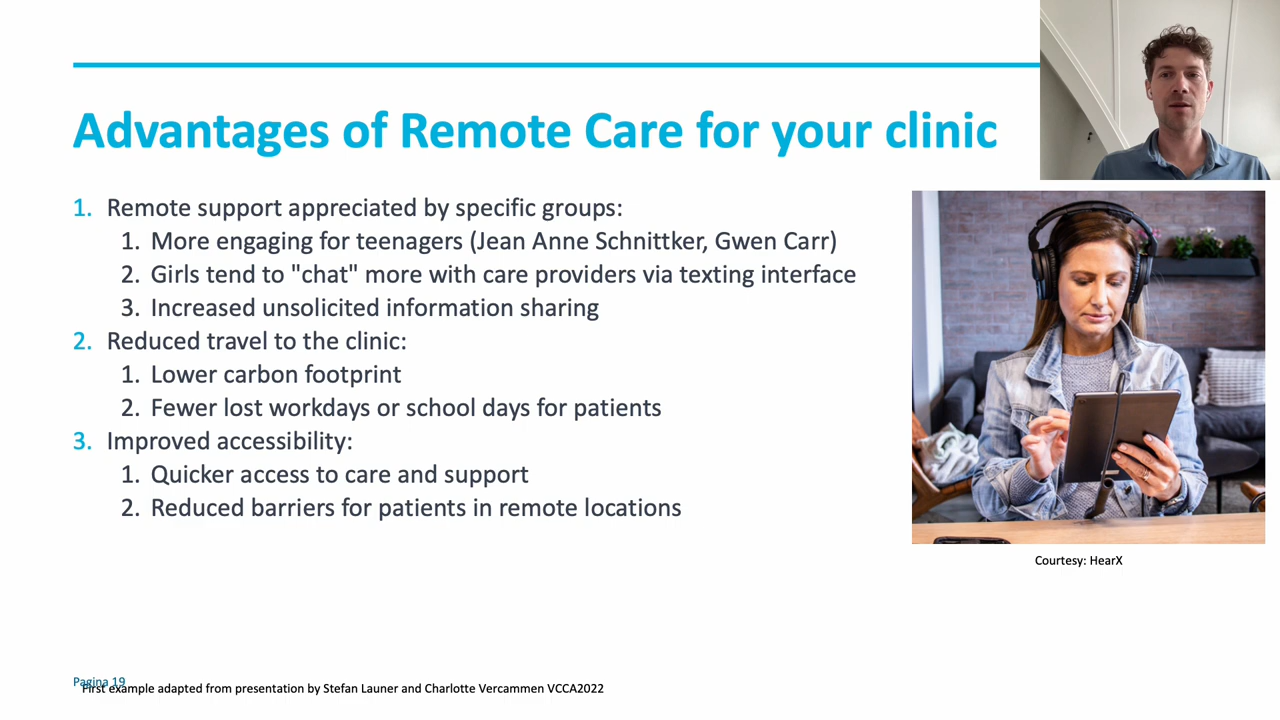 Advantages of Remote Care for your clinic
1. Remote support appreciated by specific groups:
1. More engaging for teenagers (Jean Anne Schnittker, Gwen Carr)
2. Girls tend to "chat" more with care providers via texting interface
3. Increased unsolicited information sharing
2. Reduced travel to the clinic:
1. Lower carbon footprint
2. Fewer lost workdays or school days for patients
3. Improved accessibility:
1. Quicker access to care and support
2. Reduced barriers for patients in remote locations
Courtesy: HearX
Pagina 19
First example adapted from presentation by Stefan Launer and Charlotte Vercammen VCCA2022